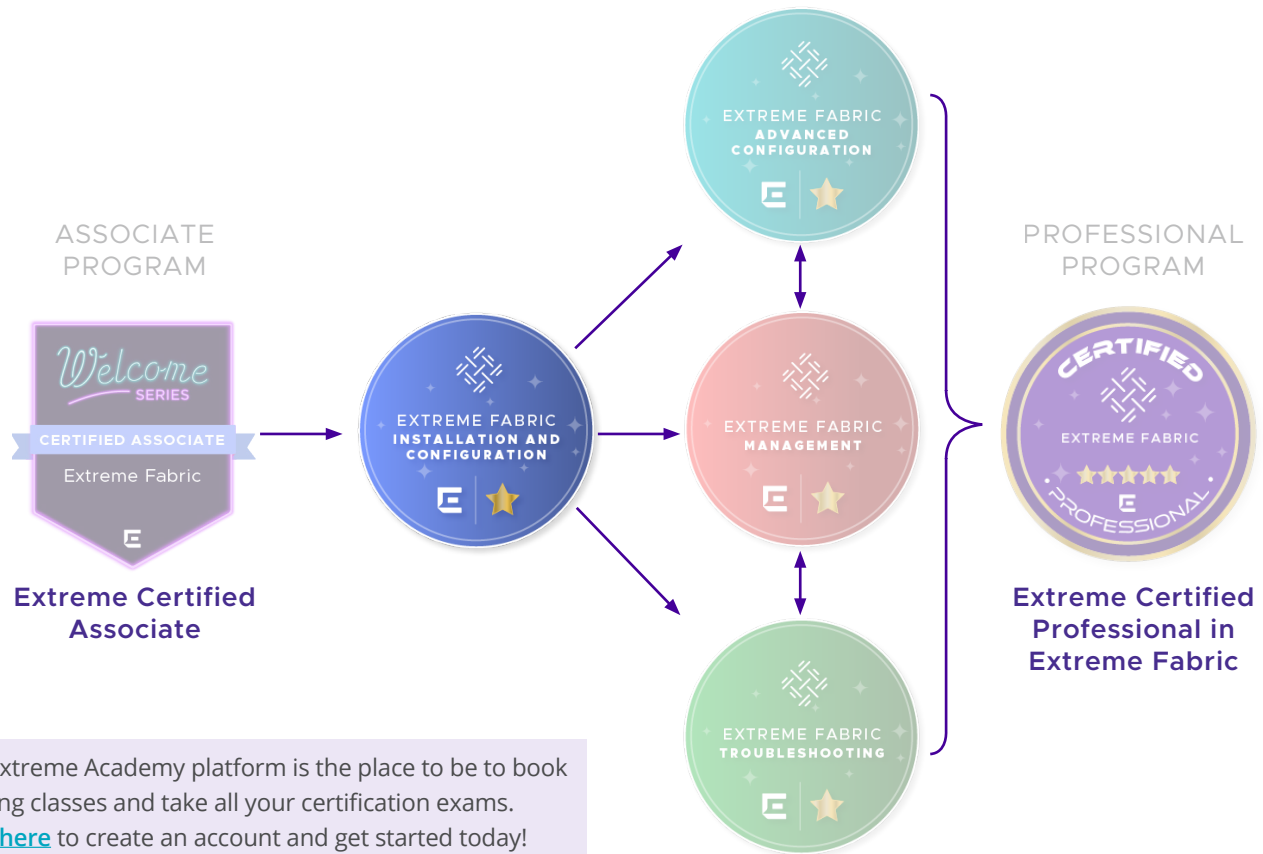 ASSOCIATE
PROGRAM
Welcome
SERIES
CERTIFIED ASSOCIATE
Extreme Fabric
Extreme Certified
Associate
EXTREME FABRIC
INSTALLATION AND
CONFIGURATION
EXTREME FABRIC
ADVANCED
CONFIGURATION
EXTREME FABRIC
MANAGEMENT
EXTREME FABRIC
TROUBLESHOOTING
PROFESSIONAL
PROGRAM
CERTIFIED
EXTREME FABRIC
PROFESSIONAL
Extreme Certified
Professional in
Extreme Fabric
xtreme Academy platform is the place to be to book
ng classes and take all your certification exams.
here to create an account and get started today!